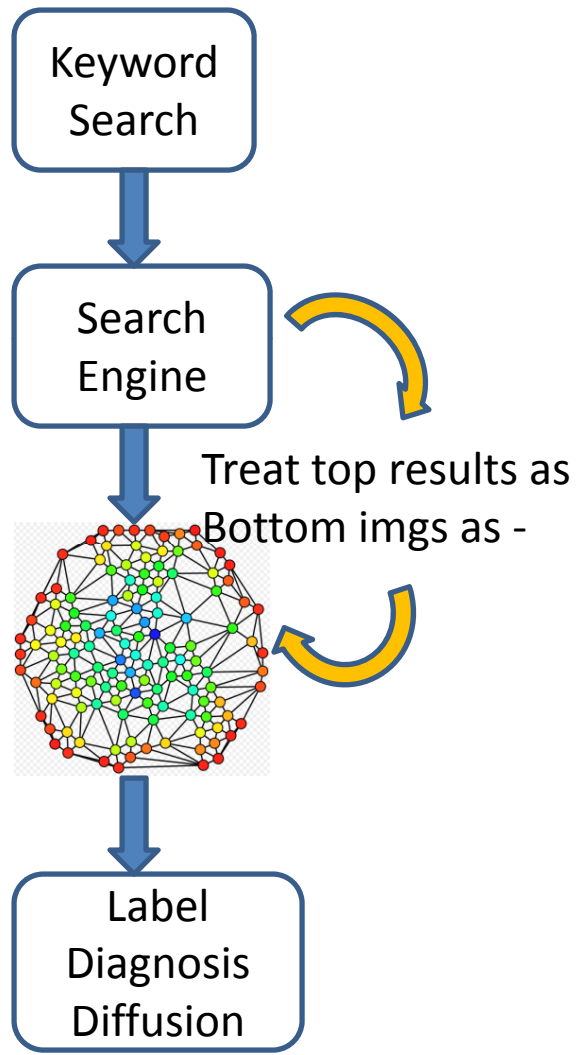 Keyword
Search
Search
Engine
Treat top results as
Bottom imgs as -
Label
Diagnosis
Diffusion